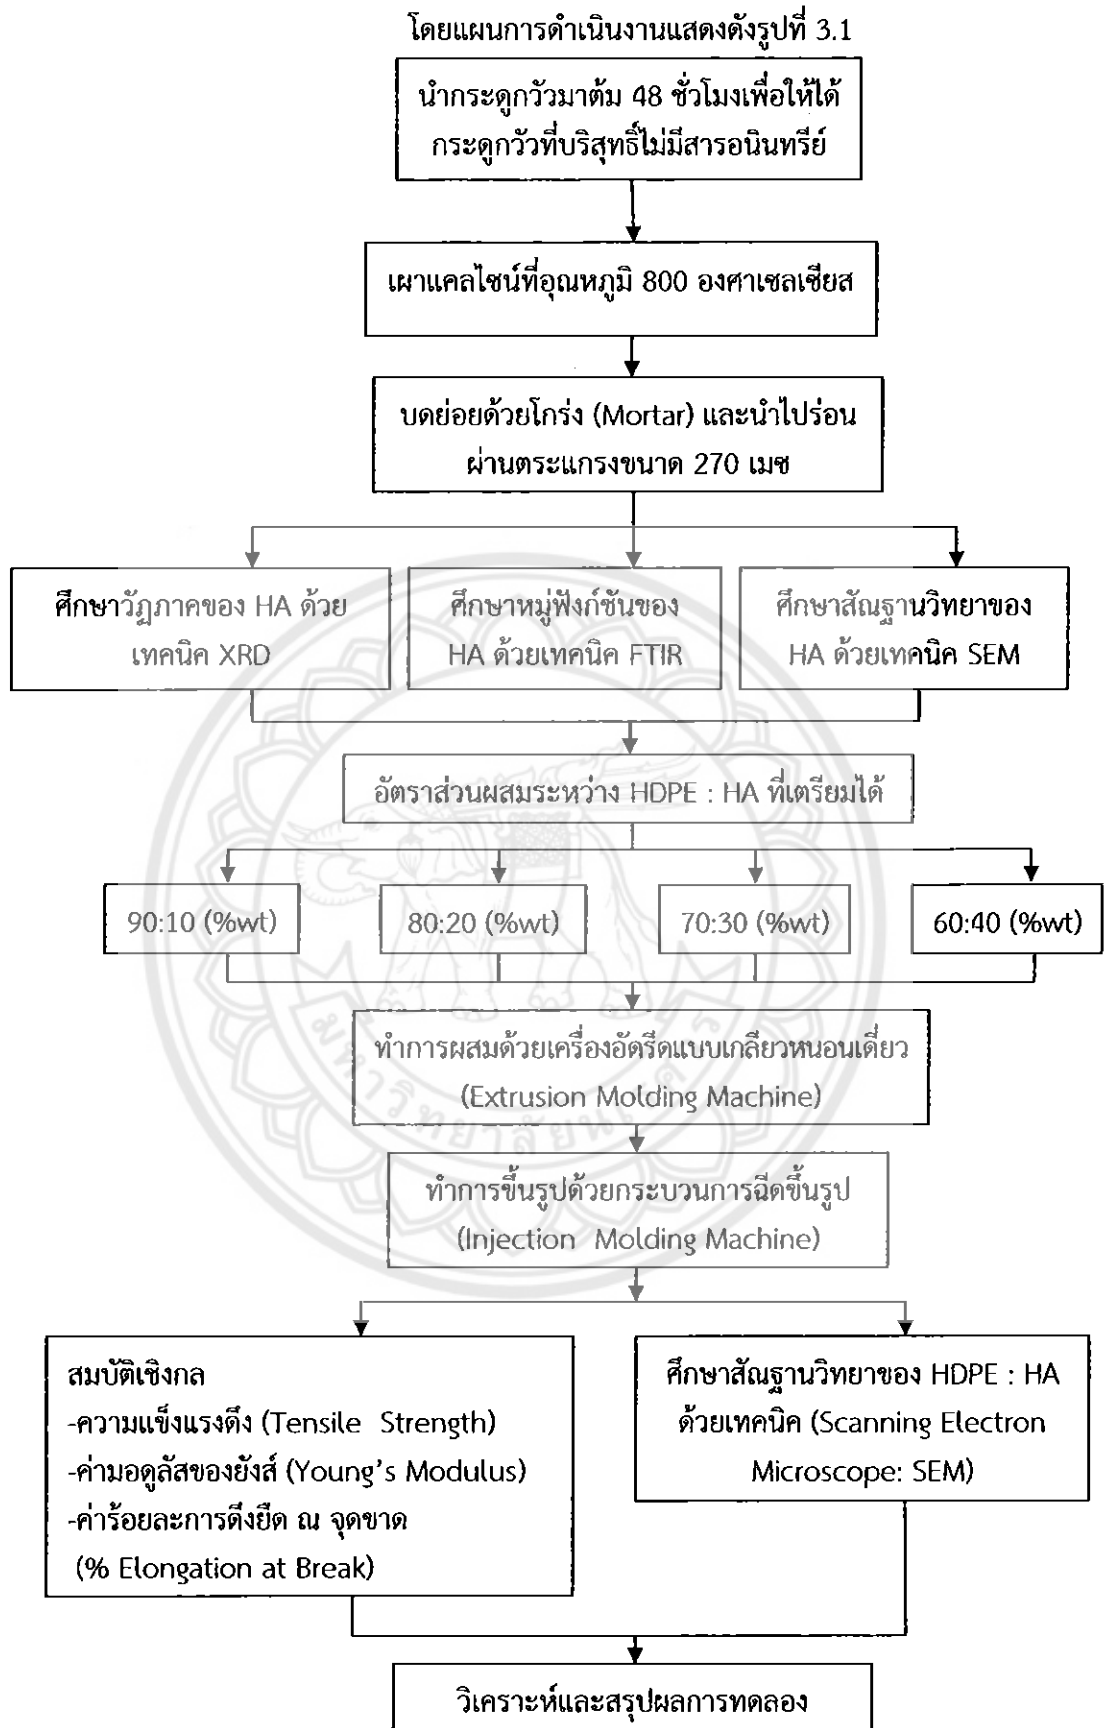 โดยแผนการดำเนินงานแสดงดังรูปที่ 3.1
นำกระดูกวัวมาต้ม 48 ชั่วโมงเพื่อให้ได้
กระดูกวัวที่บริสุทธิ์ไม่มีสารอนินทรีย์
เผาแคลไซน์ที่อุณหภูมิ 800 องศาเซลเซียส
บดย่อยด้วยโกร่ง (Mortar) และนำไปร่อน
ผ่านตระแกรงขนาด 270 เมช
ศึกษาวัฏภาคของ HA ด้วย
เทคนิค XRD
ศึกษาหมู่ฟังก์ชันของ
HA ด้วยเทคนิค FTIR
ศึกษาสัณฐานวิทยาของ
HA ด้วยเทคนิค SEM
อัตราส่วนผสมระหว่าง HDPE : HA ที่เตรียมได้
90:10 (%wt)
80:20 (%wt)
70:30 (%wt)
60:40 (%wt)
ทำการผสมด้วยเครื่องอัดรีดแบบเกลียวหนอนเดี่ยว
(Extrusion Molding Machine)
ทำการขึ้นรูปด้วยกระบวนการฉีดขึ้นรูป
(Injection Molding Machine)
สมบัติเชิงกล
-ความแข็งแรงดึง (Tensile Strength)
-ค่ามอดูลัสของยังส์ (Young's Modulus)
-ค่าร้อยละการดึงยืด ณ จุดขาด
(% Elongation at Break)
ศึกษาสัณฐานวิทยาของ HDPE : HA
ด้วยเทคนิค (Scanning Electron
Microscope: SEM)
วิเคราะห์และสรุปผลการทดลอง